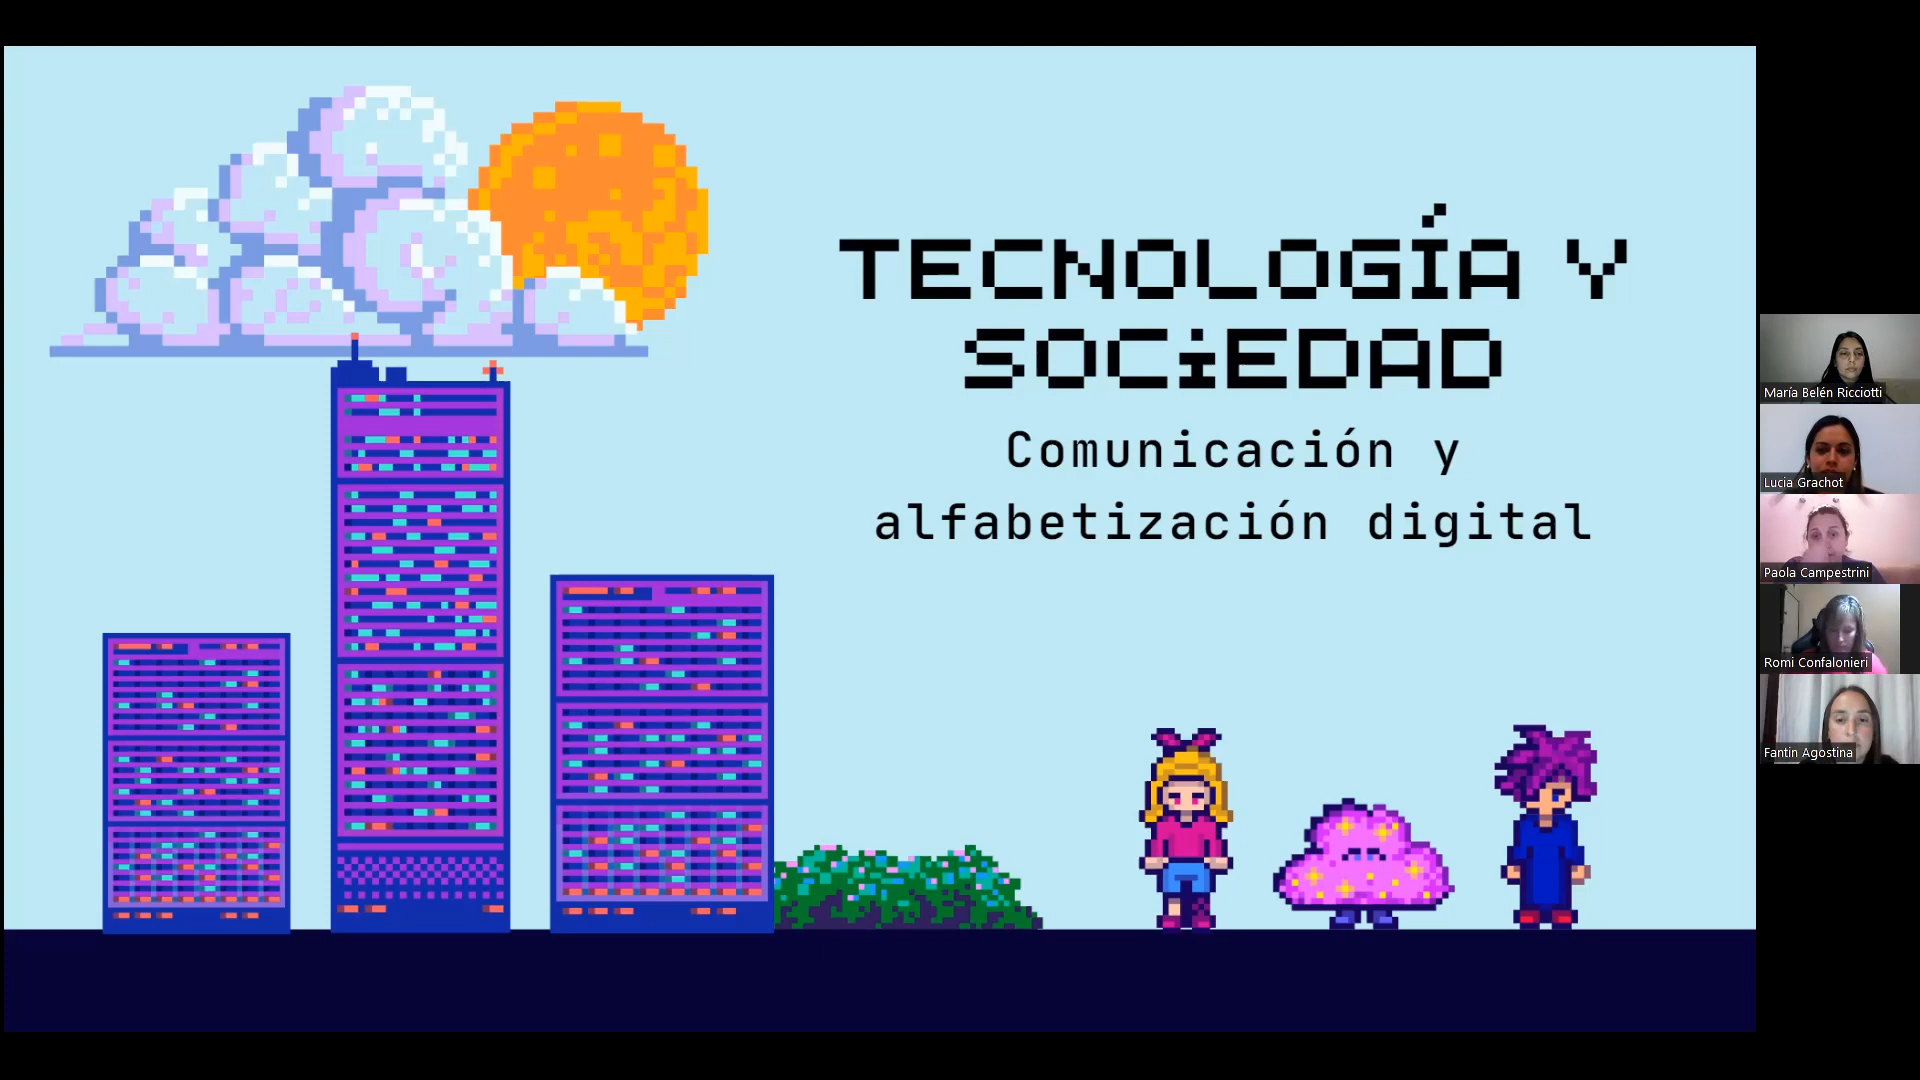 TECNOLOGÍA Y
SOCiEDAD
Comunicación y
alfabetización digital
María Belén Ricciotti
Lucia Grachot
Paola Campestrini
Romi Confalonieri
Fantin Agostina